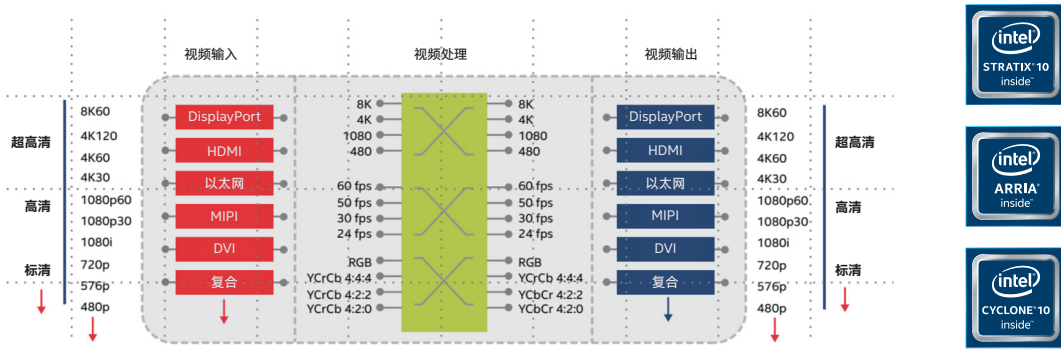 视频输入
视频处理
视频输出
超高清
高清
标清
8K60
4K120
4K60
4K30
1080p60
1080p30
1080i
720p
576p
480p
DisplayPort
HDMI
以太网
MIPI
DVI
复合
8K
4K
1080
480
60 fps
50 fps
30 fps
24 fps
RGB
YCrCb 4:4:4
YCrCb 4:2:2
YCrCb 4:2:0
8K
4K
1080
480
60 fps
50 fps
30 fps
24 fps
RGB
YCrCb 4:4:4
YCbCr 4:2:2
YCbCr 4:2:0
DisplayPort
HDMI
以太网
MIPI
DVI
复合
8K60
4K120
4K60
4K30
1080p60
1080p30
1080i
720p
576p
480p
超高清
高清
标清
intel
STRATIX® 10
inside™
intel
ARRIA®
inside™
intel
CYCLONE® 10
inside™